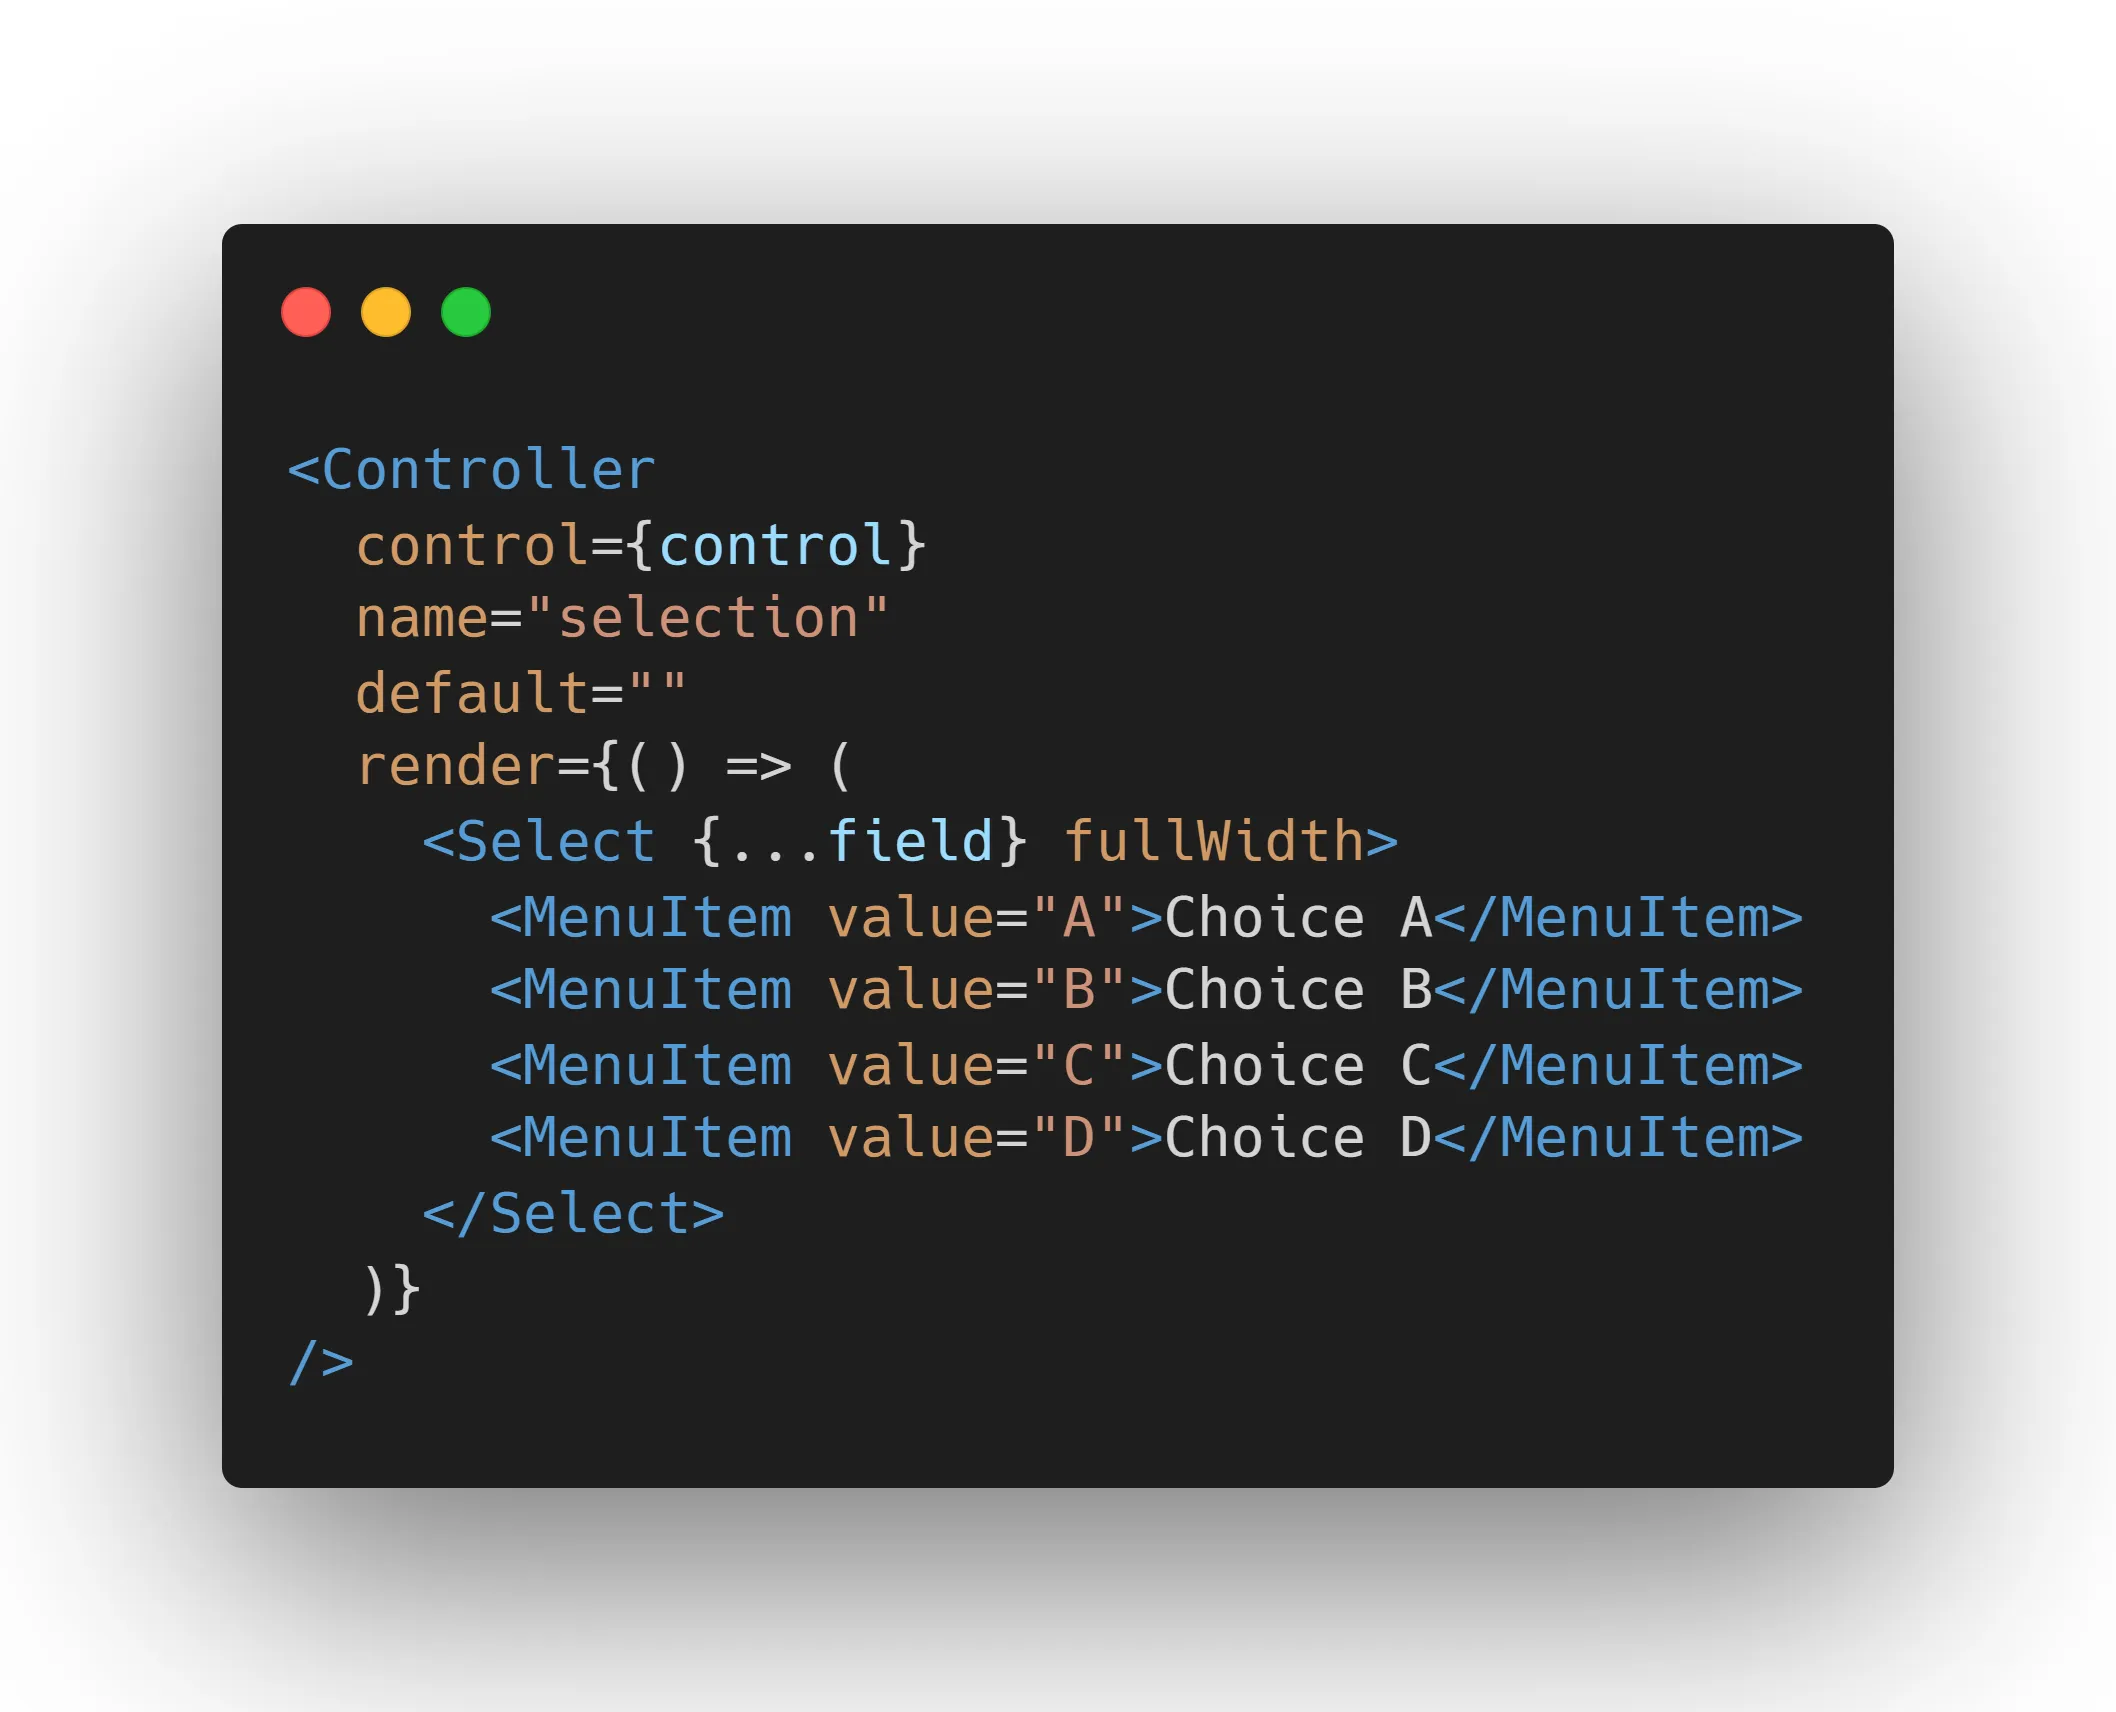 <Controller
  control={control}
  name="selection"
  default=""
  render={() => (
    <Select {...field} fullWidth>
      <MenuItem value="A">Choice A</MenuItem>
      <MenuItem value="B">Choice B</MenuItem>
      <MenuItem value="C">Choice C</MenuItem>
      <MenuItem value="D">Choice D</MenuItem>
    </Select>
  )}
/>